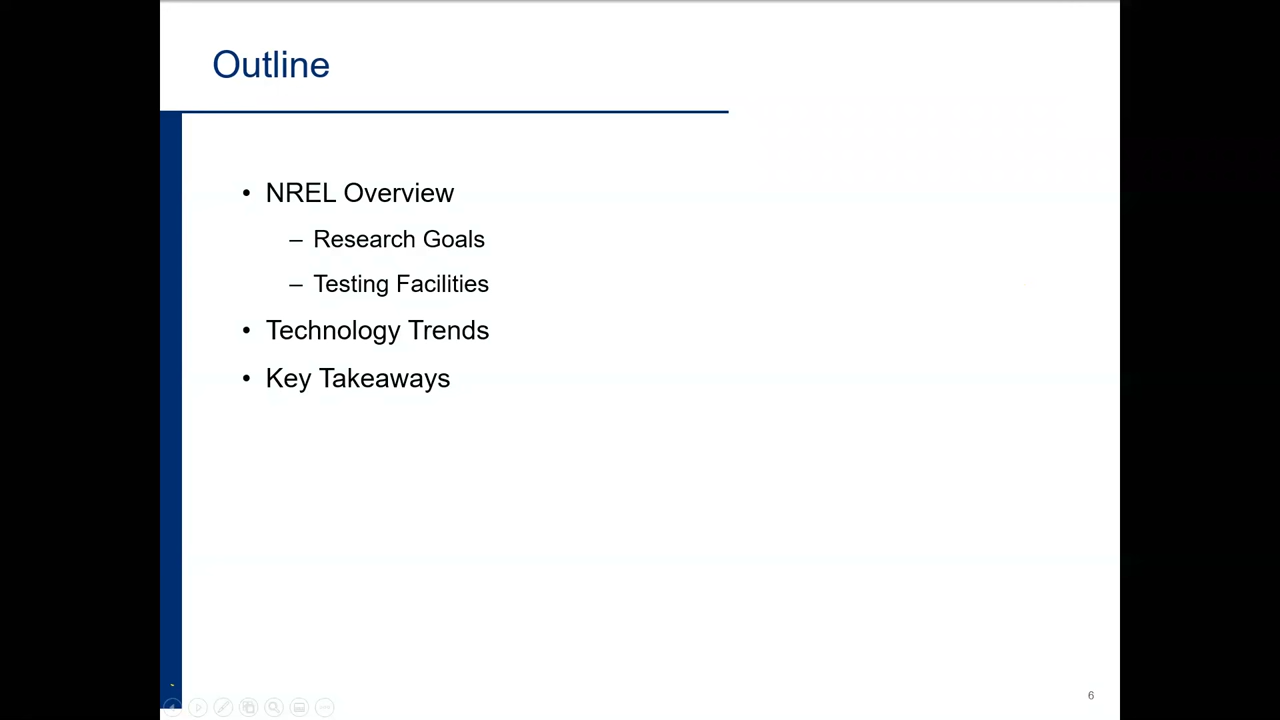 Outline
• NREL Overview
– Research Goals
– Testing Facilities
• Technology Trends
• Key Takeaways
6